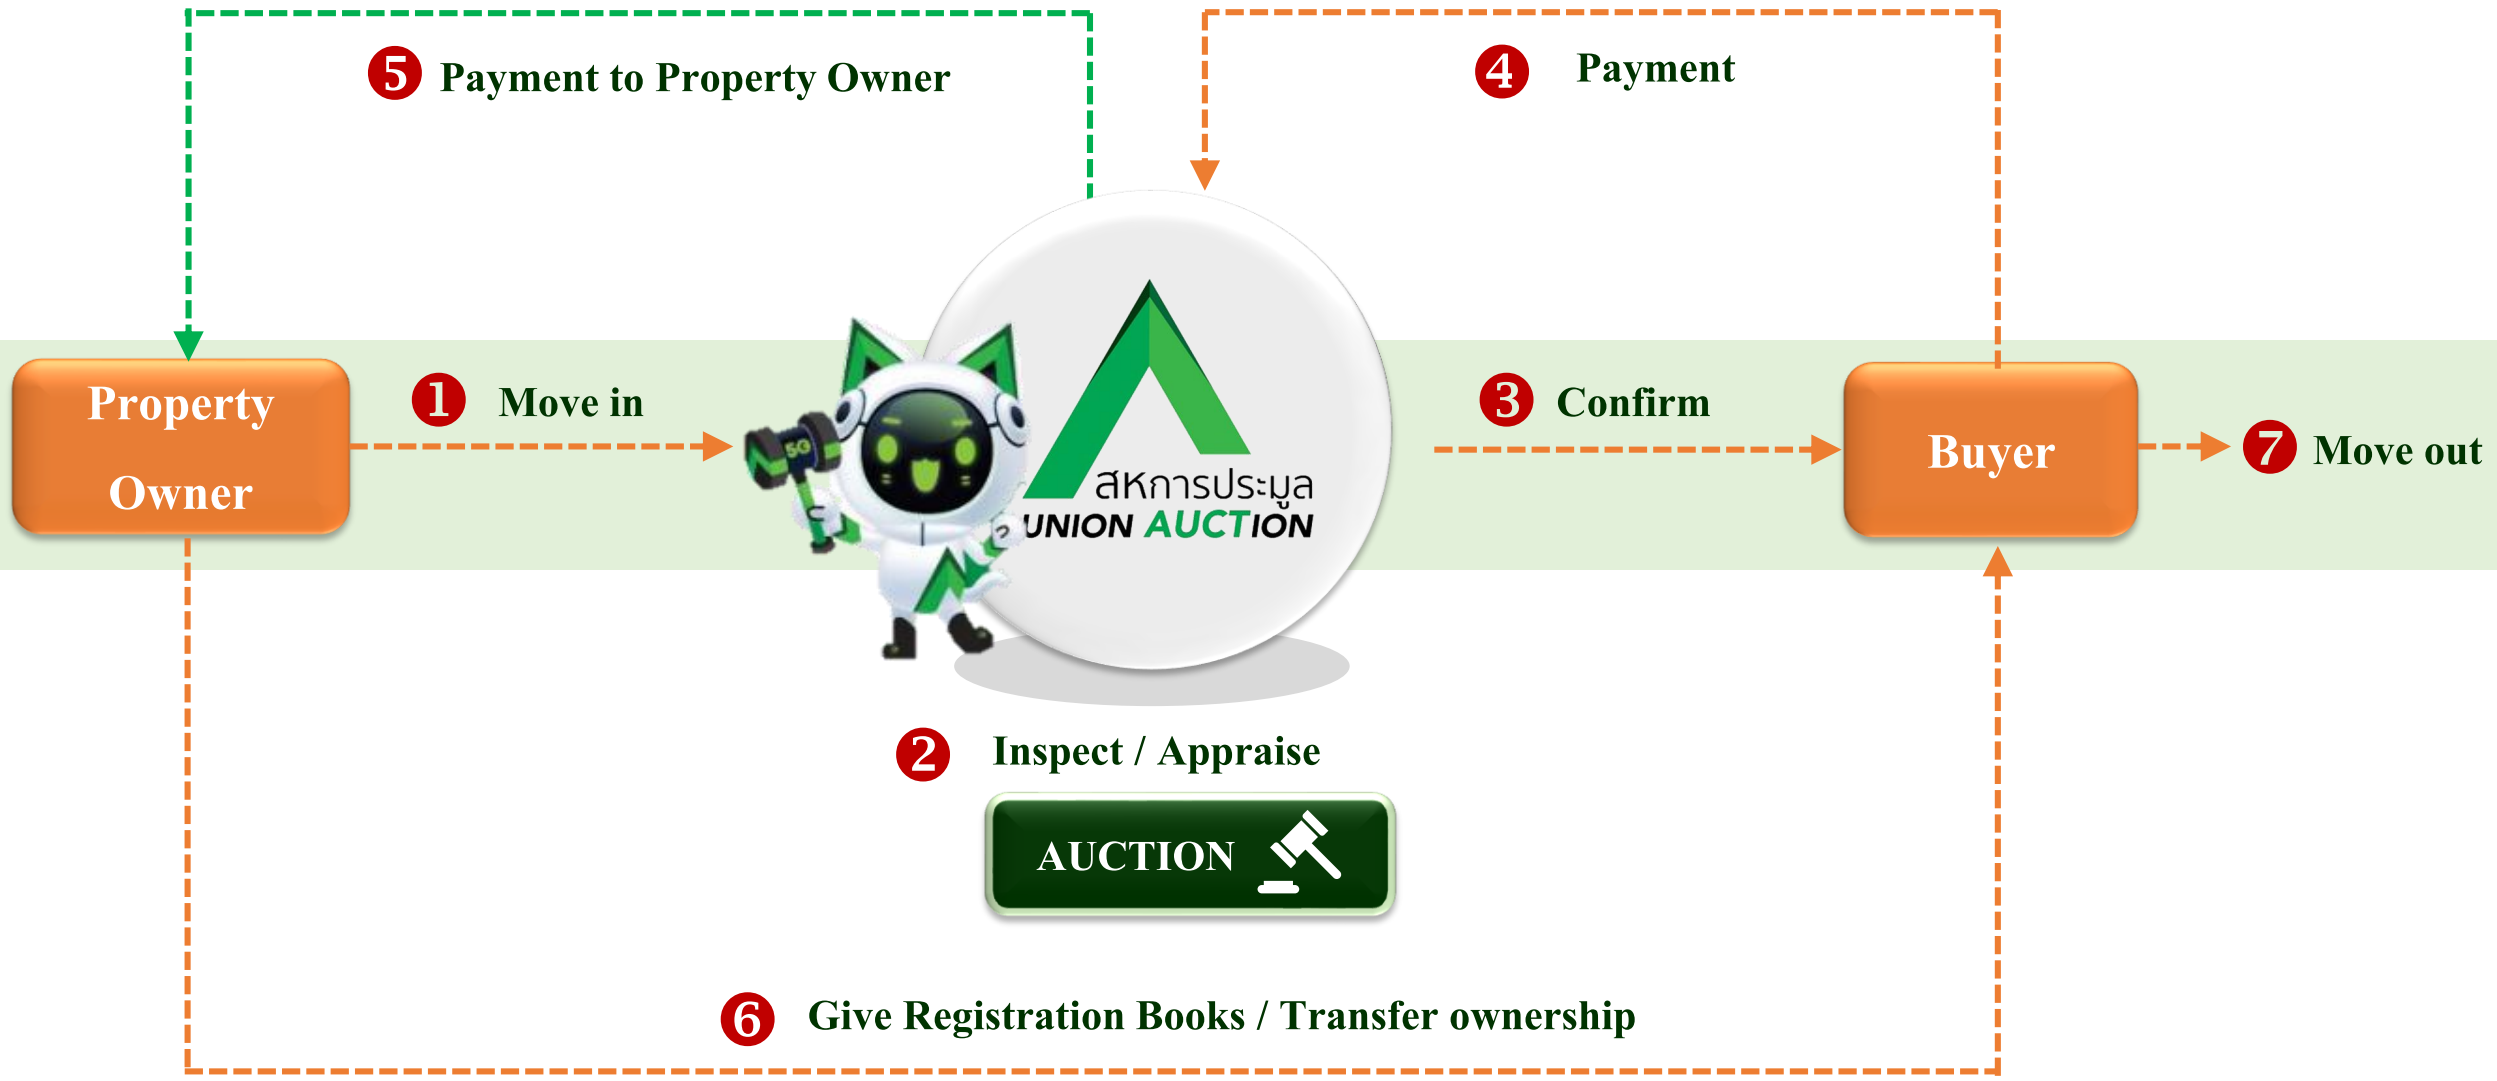 5 Payment to Property Owner
4 Payment
Property
Owner
1 Move in
5G
สหการประมูล
UNION AUCTION
3 Confirm
Buyer
7 Move out
2 Inspect / Appraise
AUCTION
6 Give Registration Books / Transfer ownership